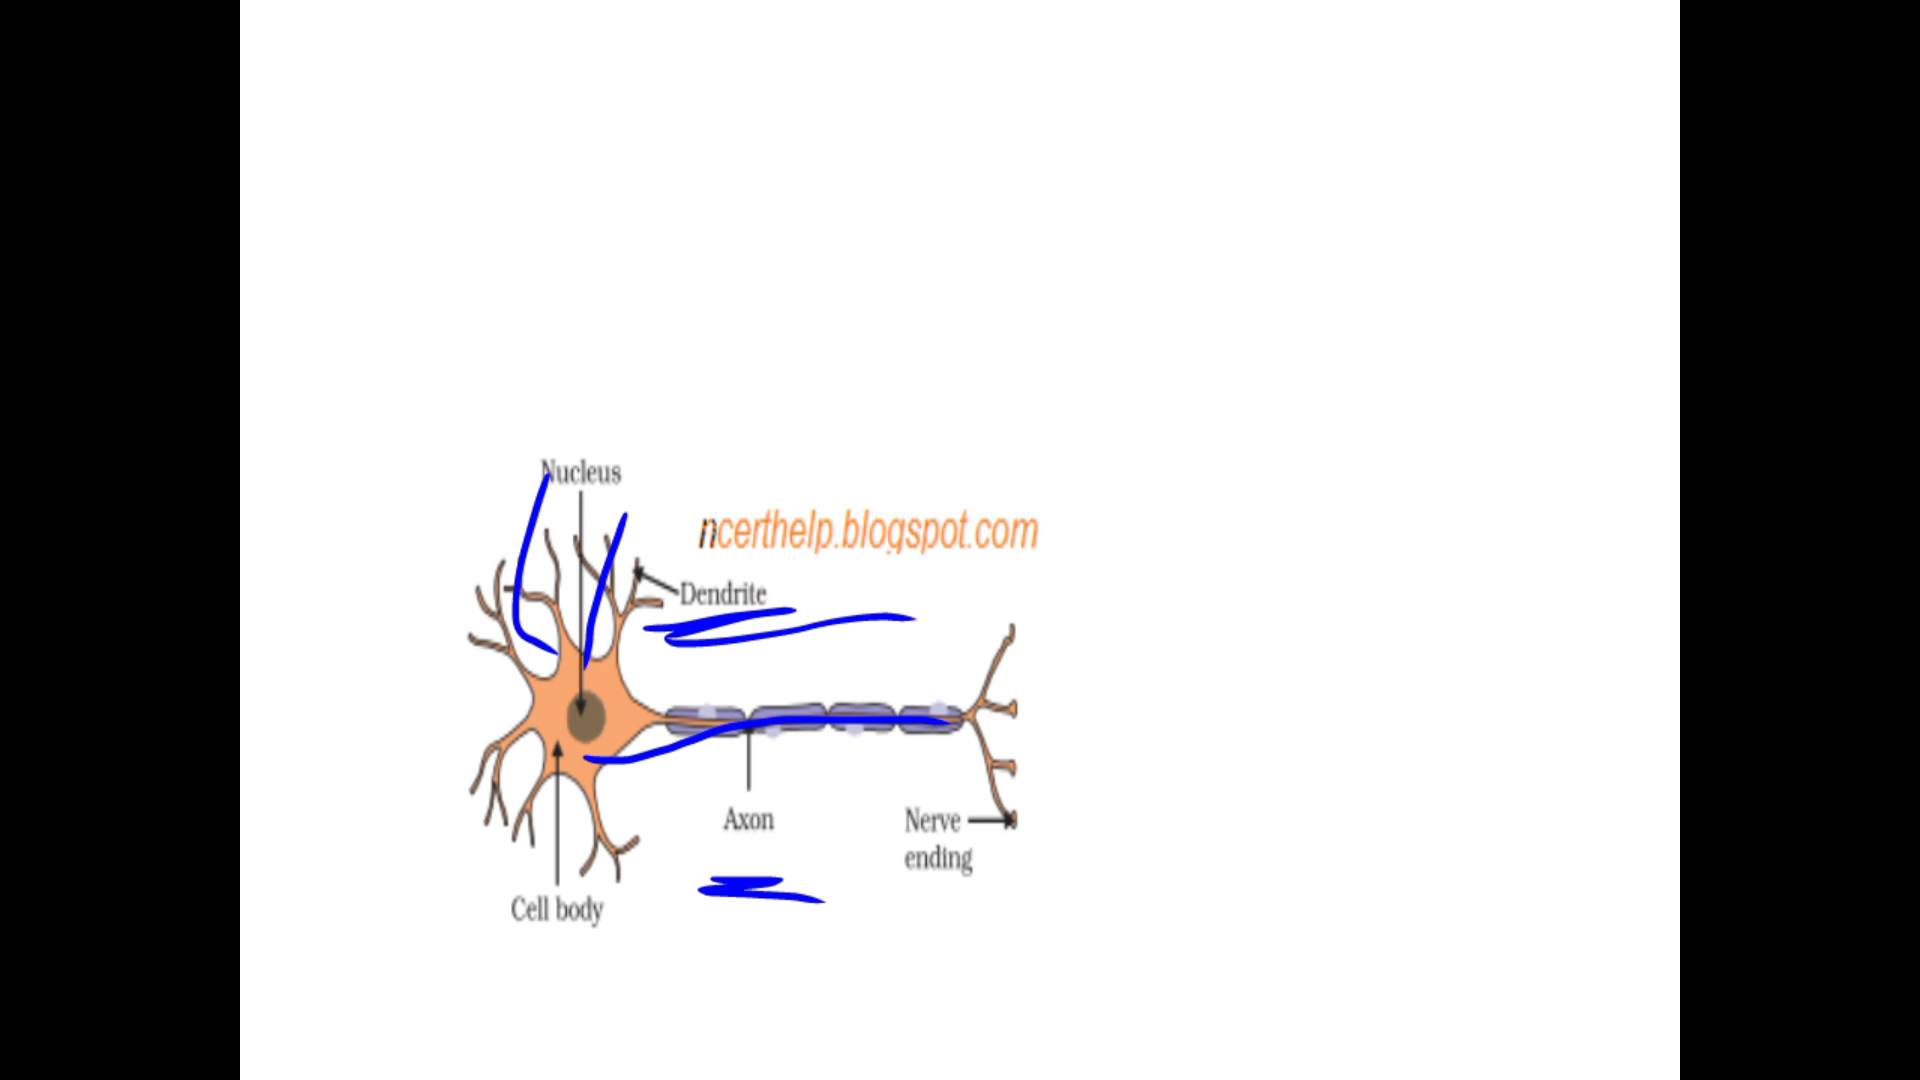 Nucleus
ncerthelp.blogspot.com
Dendrite
Axon
Nerve
ending
Cell body